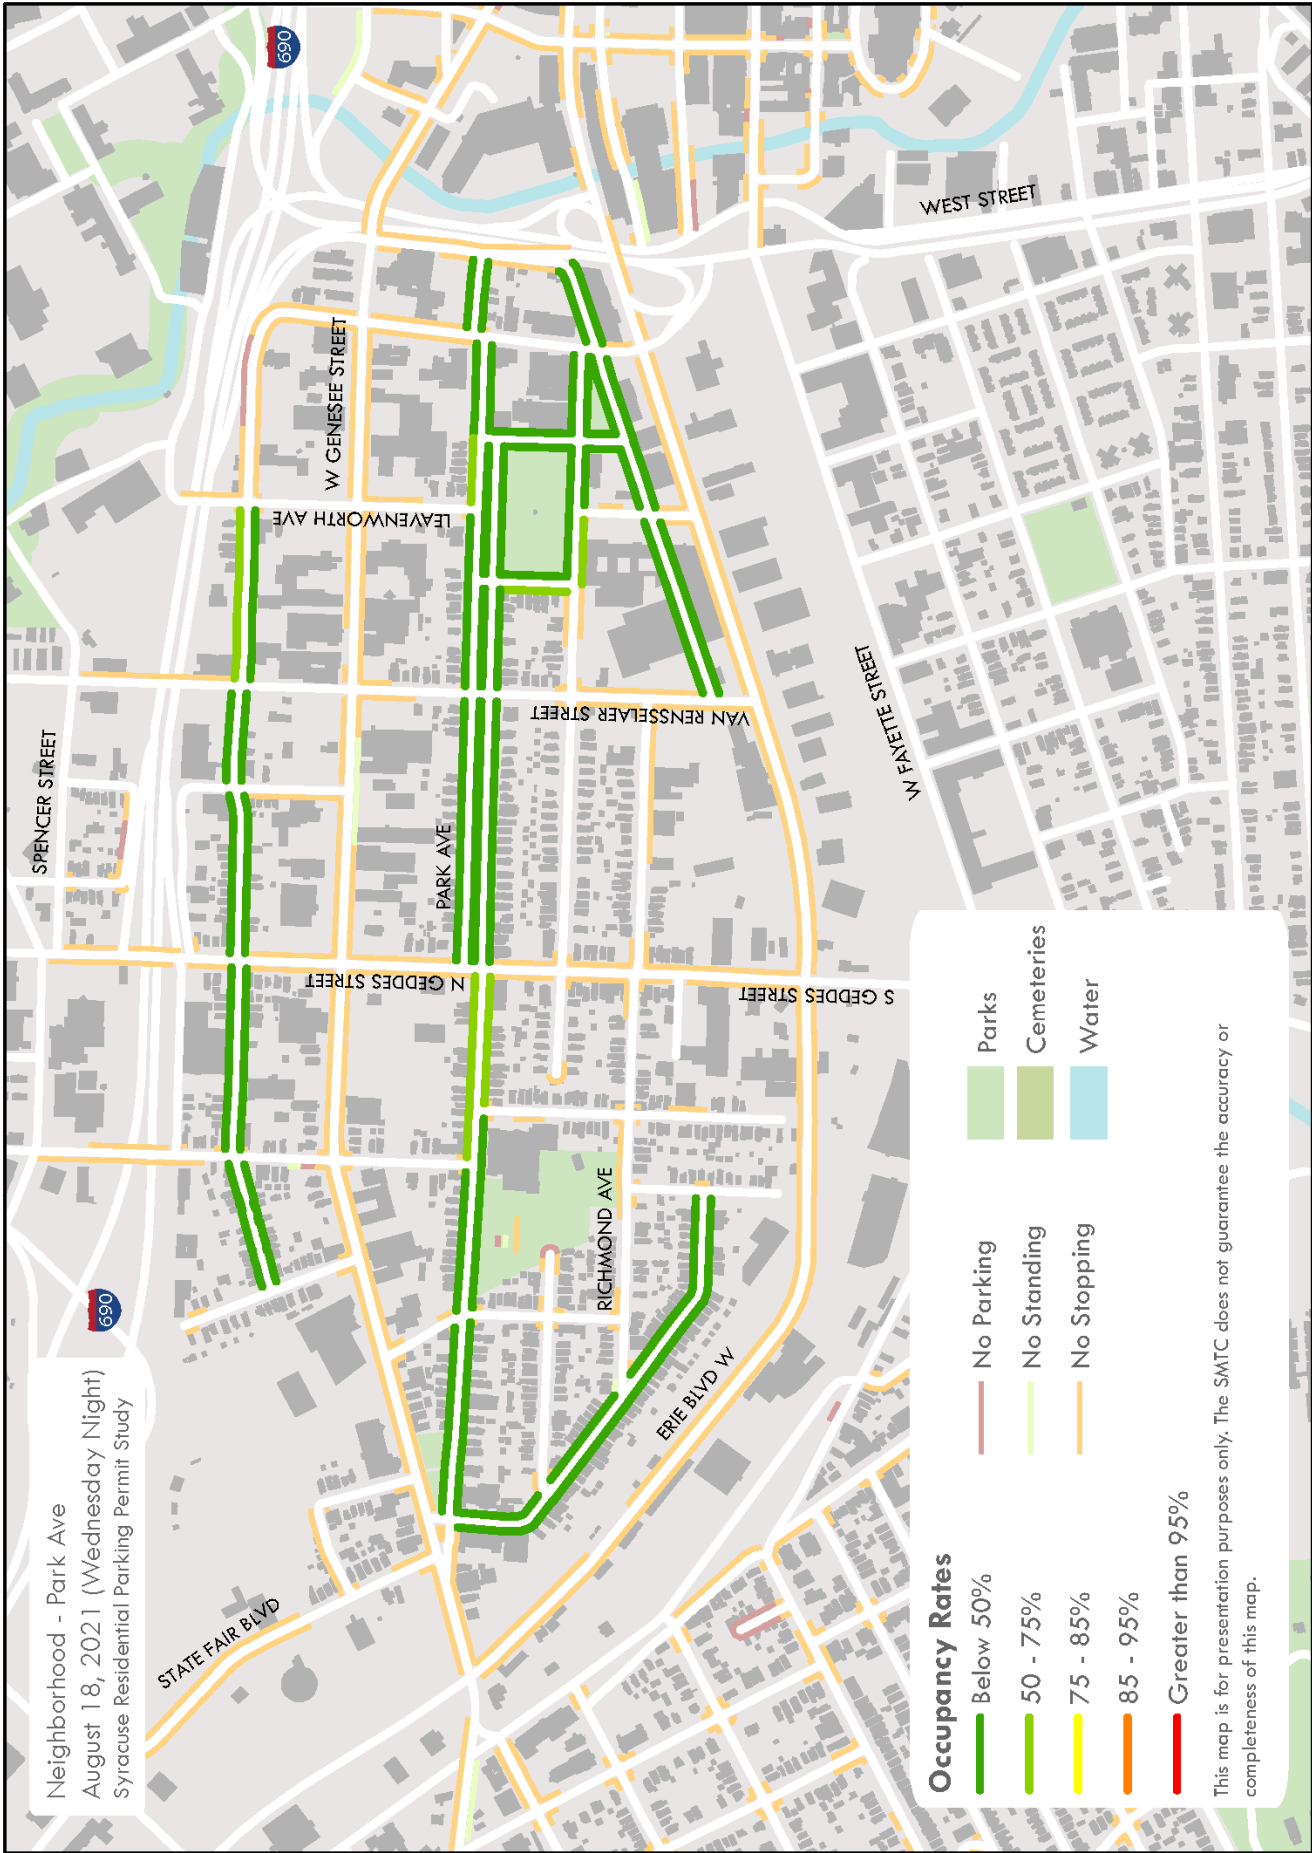 Neighborhood - Park Ave
August 18, 2021 (Wednesday Night)
Syracuse Residential Parking Permit Study
690
690
SPENCER STREET
STATE FAIR BLVD
W GENESEE STREET
LEAVENWORTH AVE
PARK AVE
N GEDDES STREET
VAN RENSSELAER STREET
RICHMOND AVE
ERIE BLVD W
S GEDDES STREET
W FAYETTE STREET
WEST STREET
Occupancy Rates
Below 50%
50 - 75%
75 - 85%
85 - 95%
Greater than 95%
No Parking
No Standing
No Stopping
Parks
Cemeteries
Water
This map is for presentation purposes only. The SMTC does not guarantee the accuracy or
completeness of this map.